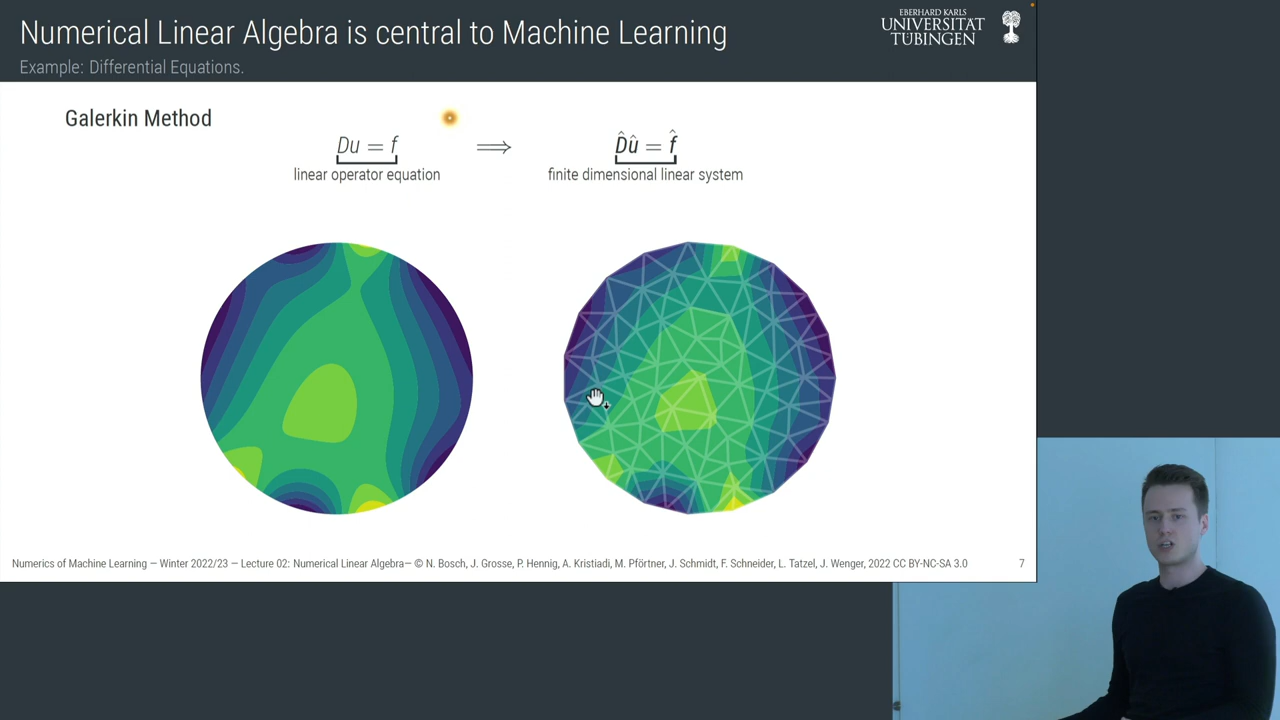 Numerical Linear Algebra is central to Machine Learning
Example: Differential Equations.
EBERHARD KARLS
UNIVERSITÄT
TÜBINGEN
Galerkin Method
Du = f ⟹ D̂û = f̂
linear operator equation finite dimensional linear system
Numerics of Machine Learning — Winter 2022/23 — Lecture 02: Numerical Linear Algebra— © N. Bosch, J. Grosse, P. Hennig, A. Kristiadi, M. Pförtner, J. Schmidt, F. Schneider, L. Tatzel, J. Wenger, 2022 CC BY-NC-SA 3.0 7